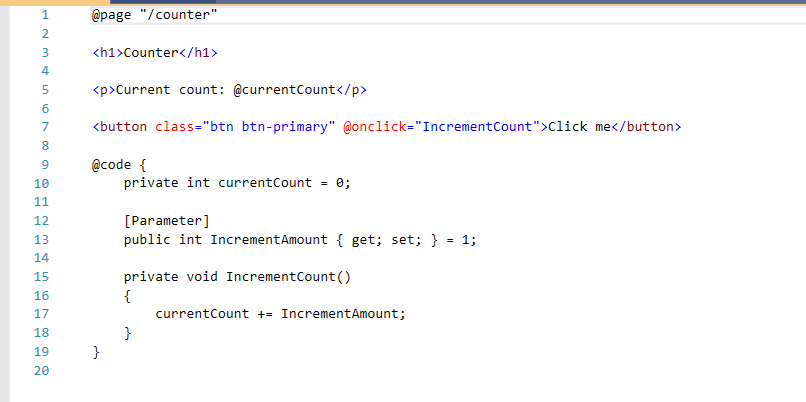 1 @page "/counter"
2
3 <h1>Counter</h1>
4
5 <p>Current count: @currentCount</p>
6
7 <button class="btn btn-primary" @onclick="IncrementCount">Click me</button>
8
9 @code {
10     private int currentCount = 0;
11
12     [Parameter]
13     public int IncrementAmount { get; set; } = 1;
14
15     private void IncrementCount()
16     {
17         currentCount += IncrementAmount;
18     }
19 }
20